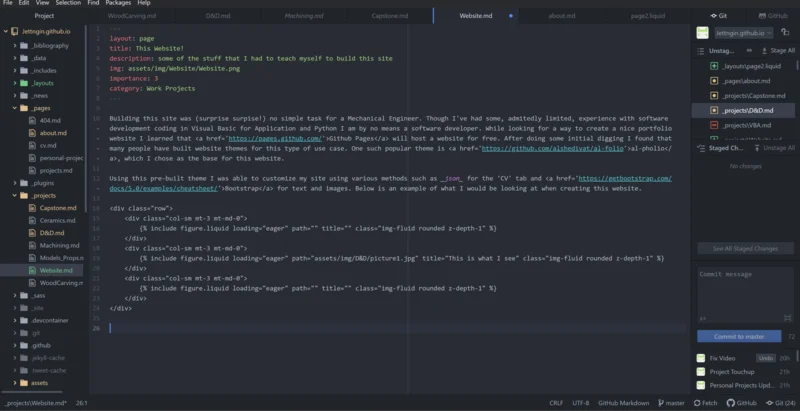 File Edit View Selection Find Packages Help
Project
WoodCarving.md D&D.md Machining.md Capstone.md Website.md about.md page2.liquid
Git GitHub
Jettngin.github.io
_bibliography
_data
_includes
_layouts
_news
_pages
404.md
about.md
cv.md
personal-project
projects.md
_plugins
_projects
Capstone.md
Ceramics.md
D&D.md
Machining.md
Models_Props.m
Website.md
WoodCarving.m
_sass
_site
.devcontainer
.git
.github
.jekyll-cache
.tweet-cache
assets
1 ---
layout: page
title: This Website!
description: some of the stuff that I had to teach myself to build this site
img: assets/img/Website/Website.png
importance: 3
category: Work Projects
---
10 Building this site was (surprise surprise!) no simple task for a Mechanical Engineer. Though I've had some, admitedly limited, experience with software
development coding in Visual Basic for Application and Python I am by no means a software developer. While looking for a way to create a nice portfolio
website I learned that <a href='https://pages.github.com/'>Github Pages</a> will host a website for free. After doing some initial digging I found that
many people have built website themes for this type of use case. One such popular theme is <a href='https://github.com/alshedivat/al-folio'>al-pholio</
a>, which I chose as the base for this website.
Using this pre-built theme I was able to customize my site using various methods such as _json_ for the 'CV' tab and <a href='https://getbootstrap.com/
docs/5.0/examples/cheatsheet/'>Bootstrap</a> for text and images. Below is an example of what I would be looking at when creating this website.
<div class="row">
<div class="col-sm mt-3 mt-md-0">
{% include figure.liquid loading="eager" path="" title="" class="img-fluid rounded z-depth-1" %}
</div>
<div class="col-sm mt-3 mt-md-0">
{% include figure.liquid loading="eager" path="assets/img/D&D/picture1.jpg" title="This is what I see" class="img-fluid rounded z-depth-1" %}
</div>
<div class="col-sm mt-3 mt-md-0">
{% include figure.liquid loading="eager" path="" title="" class="img-fluid rounded z-depth-1" %}
</div>
</div>
26
Jettngin.github.io
Unstag... Stage All
_layouts\page2.liquid
_pages\about.md
_projects\Capstone.md
_projects\D&D.md
_projects\VBA.md
_projects\Website.md
Staged Ch... Unstage All
No changes
See All Staged Changes
Commit message
Commit to master 72
Fix Video Undo 20h
Project Touchup 21h
Personal Projects Upd... 21h
_projects\Website.md* 26:1 CRLF UTF-8 GitHub Markdown master Fetch GitHub Git (24)